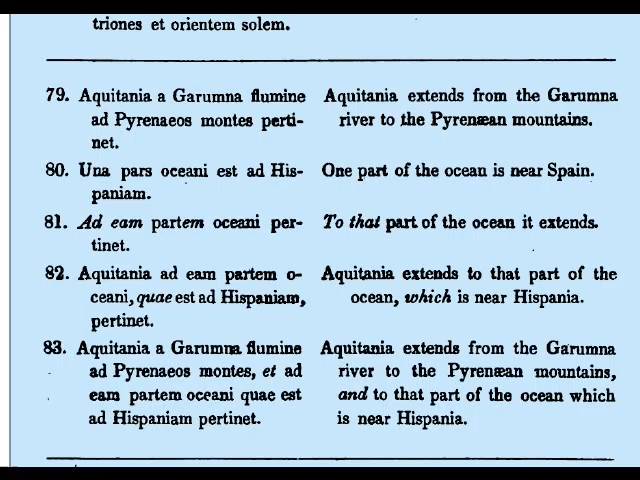 triones et orientem solem.
79. Aquitania a Garumna flumine
ad Pyrenaeos montes perti-
net.
Aquitania extends from the Garumna
river to the Pyrenæan mountains.
80. Una pars oceani est ad His-
paniam.
One part of the ocean is near Spain.
81. Ad eam partem oceani per-
tinet.
To that part of the ocean it extends.
82. Aquitania ad eam partem o-
ceani, quae est ad Hispaniam,
pertinet.
Aquitania extends to that part of the
ocean, which is near Hispania.
83. Aquitania a Garumna flumine
ad Pyrenaeos montes, et ad
eam partem oceani quae est
ad Hispaniam pertinet.
Aquitania extends from the Garumna
river to the Pyrenæan mountains,
and to that part of the ocean which
is near Hispania.